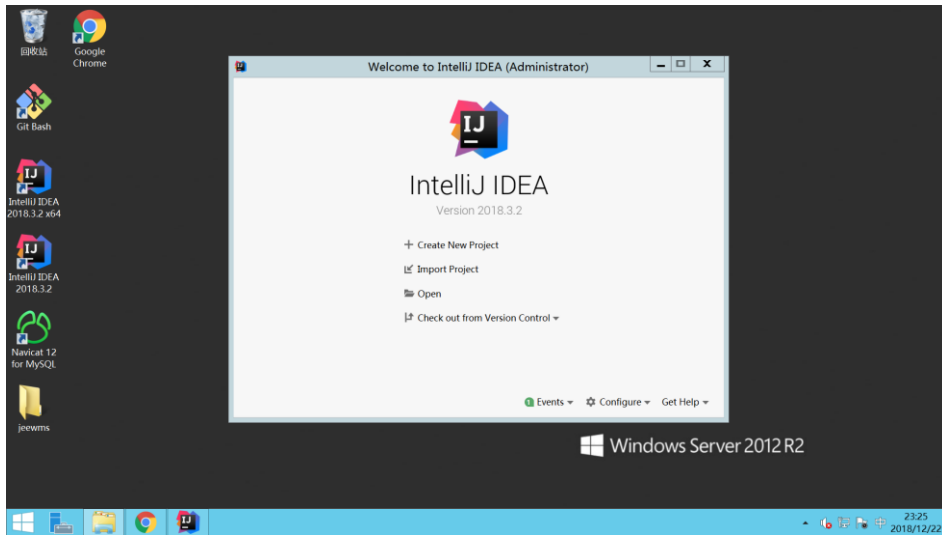 回收站
Google
Chrome
Git Bash
IntelliJ IDEA
2018.3.2 x64
IntelliJ IDEA
2018.3.2
Navicat 12
for MySQL
jeewms
Welcome to IntelliJ IDEA (Administrator)
IJ
IntelliJ IDEA
Version 2018.3.2
Create New Project
Import Project
Open
Check out from Version Control
1 Events
Configure
Get Help
Windows Server 2012 R2
中
23:25
2018/12/22